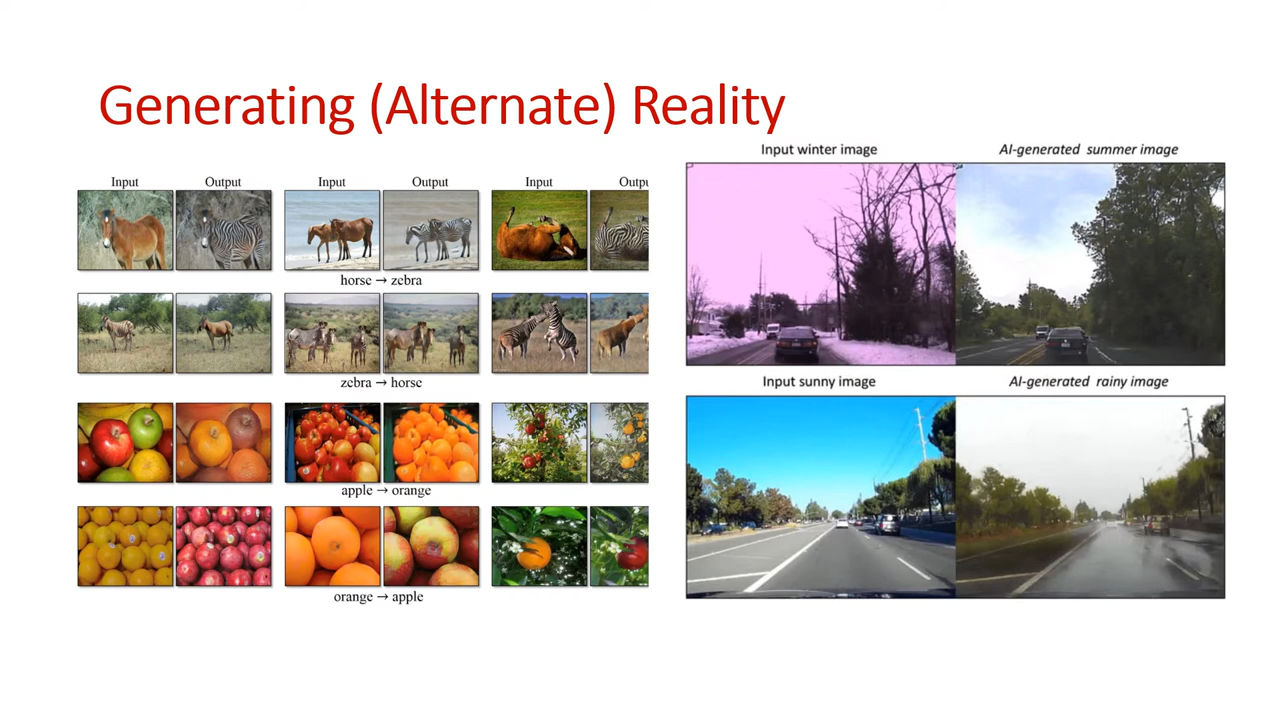 Generating (Alternate) Reality
Input Output Input Output Input Outpu
horse → zebra
zebra → horse
apple → orange
orange → apple
Input winter image AI-generated summer image
Input sunny image AI-generated rainy image